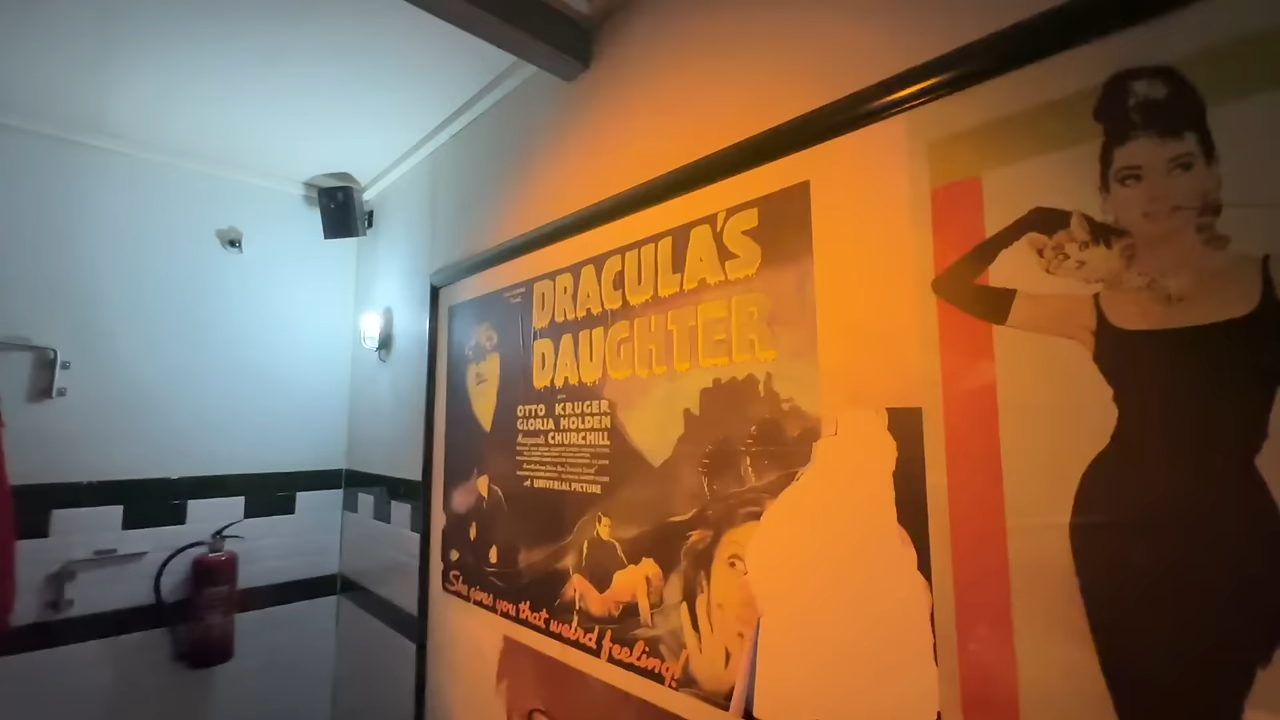 DRACULA'S
DAUGHTER
OTTO KRUGER
GLORIA HOLDEN
Marguerite CHURCHILL
A UNIVERSAL PICTURE
She gives you that weird feeling!